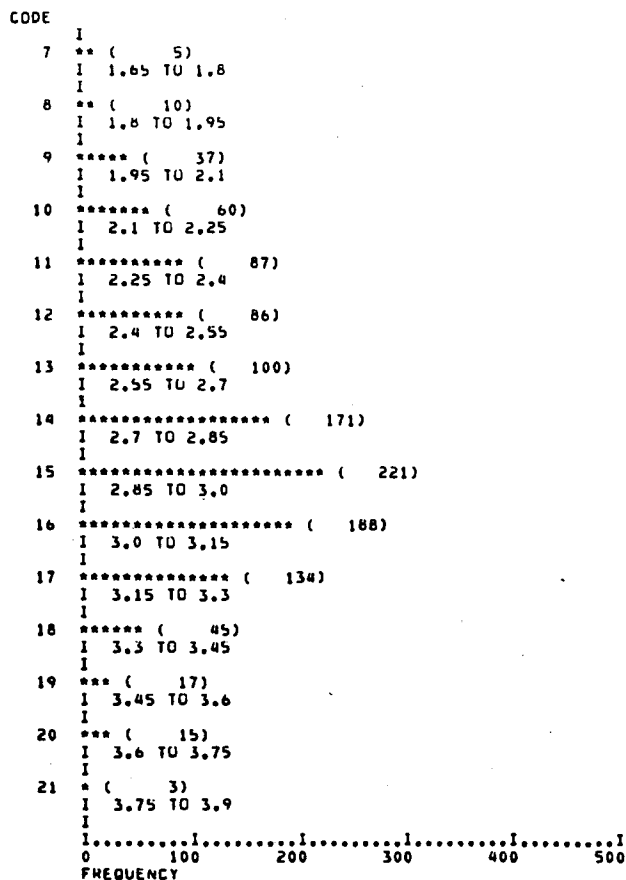 CODE
I
7 ** ( 5)
I 1.65 TO 1.8
I
8 ** ( 10)
I 1.8 TO 1.95
I
9 ***** ( 37)
I 1.95 TO 2.1
I
10 ******* ( 60)
I 2.1 TO 2.25
I
11 ********** ( 87)
I 2.25 TO 2.4
I
12 ********** ( 86)
I 2.4 TO 2.55
I
13 *********** ( 100)
I 2.55 TO 2.7
I
14 ****************** ( 171)
I 2.7 TO 2.85
I
15 *********************** ( 221)
I 2.85 TO 3.0
I
16 ******************** ( 188)
I 3.0 TO 3.15
I
17 ************** ( 134)
I 3.15 TO 3.3
I
18 ****** ( 45)
I 3.3 TO 3.45
I
19 *** ( 17)
I 3.45 TO 3.6
I
20 *** ( 15)
I 3.6 TO 3.75
I
21 * ( 3)
I 3.75 TO 3.9
I
I.........I.........I.........I.........I.........I
0 100 200 300 400 500
FREQUENCY